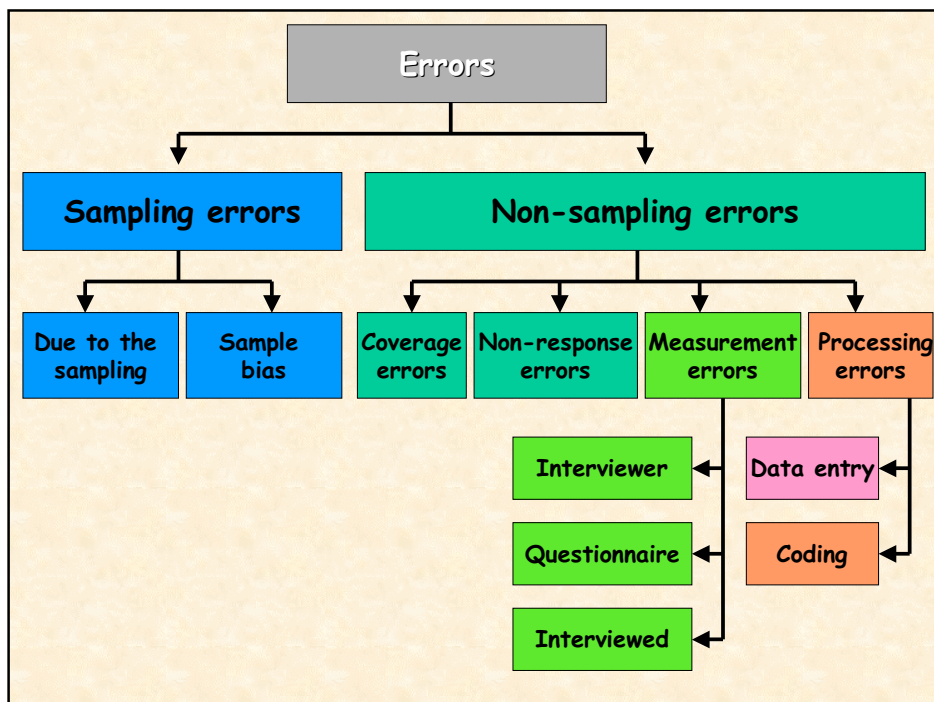 Errors
Sampling errors
Non-sampling errors
Due to the
sampling
Sample
bias
Coverage
errors
Non-response
errors
Measurement
errors
Processing
errors
Interviewer
Data entry
Questionnaire
Coding
Interviewed